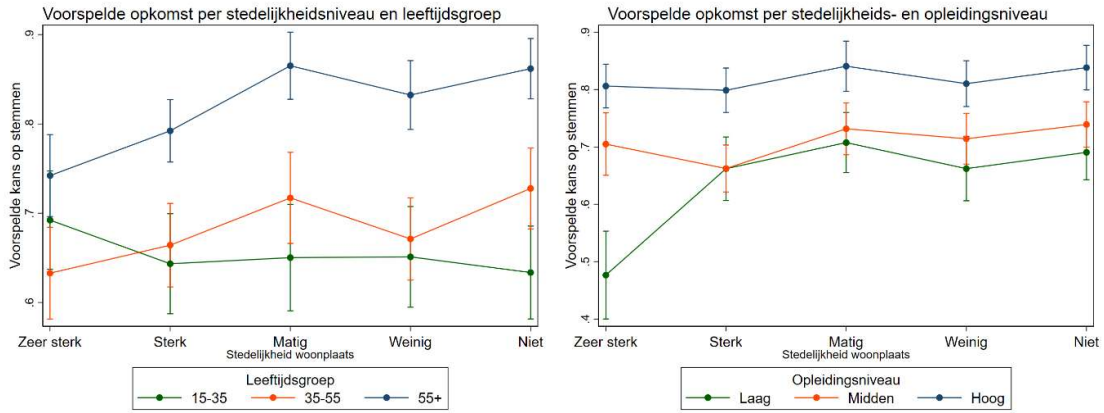 Voorspelde opkomst per stedelijkheidsniveau en leeftijdsgroep
Voorspelde kans op stemmen
.9
.8
.7
.6
Zeer sterk Sterk Matig Weinig Niet
Stedelijkheid woonplaats
Leeftijdsgroep
15-35 35-55 55+
Voorspelde opkomst per stedelijkheids- en opleidingsniveau
Voorspelde kans op stemmen
.9
.8
.7
.6
.5
.4
Zeer sterk Sterk Matig Weinig Niet
Stedelijkheid woonplaats
Opleidingsniveau
Laag Midden Hoog